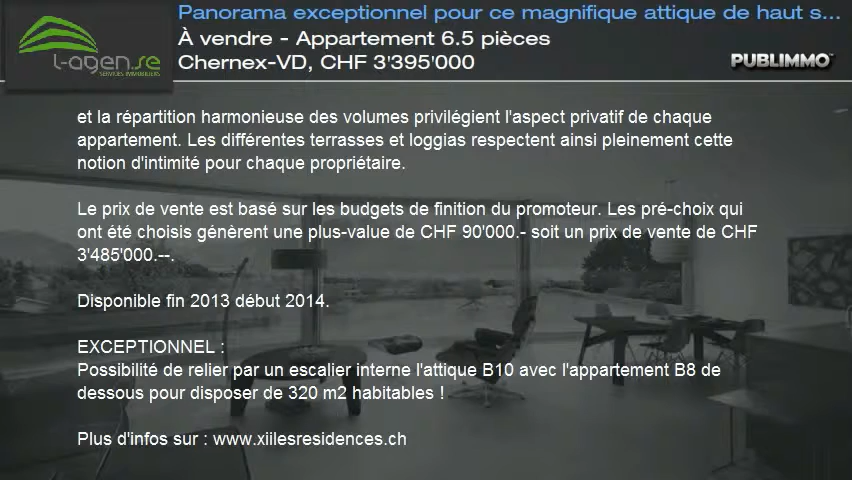 Panorama exceptionnel pour ce magnifique attique de haut s...
À vendre - Appartement 6.5 pièces
Chernex-VD, CHF 3'395'000
l-agen.se
SERVICES IMMOBILIERS
PUBLIMMO
et la répartition harmonieuse des volumes privilégient l'aspect privatif de chaque
appartement. Les différentes terrasses et loggias respectent ainsi pleinement cette
notion d'intimité pour chaque propriétaire.
Le prix de vente est basé sur les budgets de finition du promoteur. Les pré-choix qui
ont été choisis génèrent une plus-value de CHF 90'000.- soit un prix de vente de CHF
3'485'000.--.
Disponible fin 2013 début 2014.
EXCEPTIONNEL :
Possibilité de relier par un escalier interne l'attique B10 avec l'appartement B8 de
dessous pour disposer de 320 m2 habitables !
Plus d'infos sur : www.xiilesresidences.ch